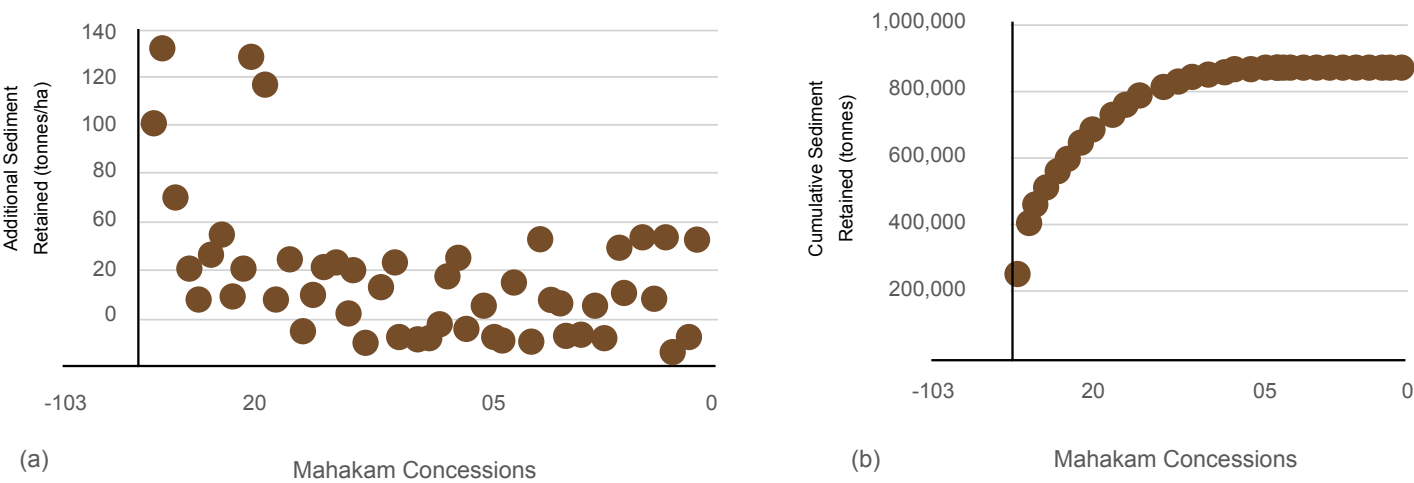 Additional Sediment
Retained (tonnes/ha)
140
120
100
80
60
20
0
-103
20
05
0
(a)
Mahakam Concessions
Cumulative Sediment
Retained (tonnes)
1,000,000
800,000
600,000
400,000
200,000
-103
20
05
0
(b)
Mahakam Concessions